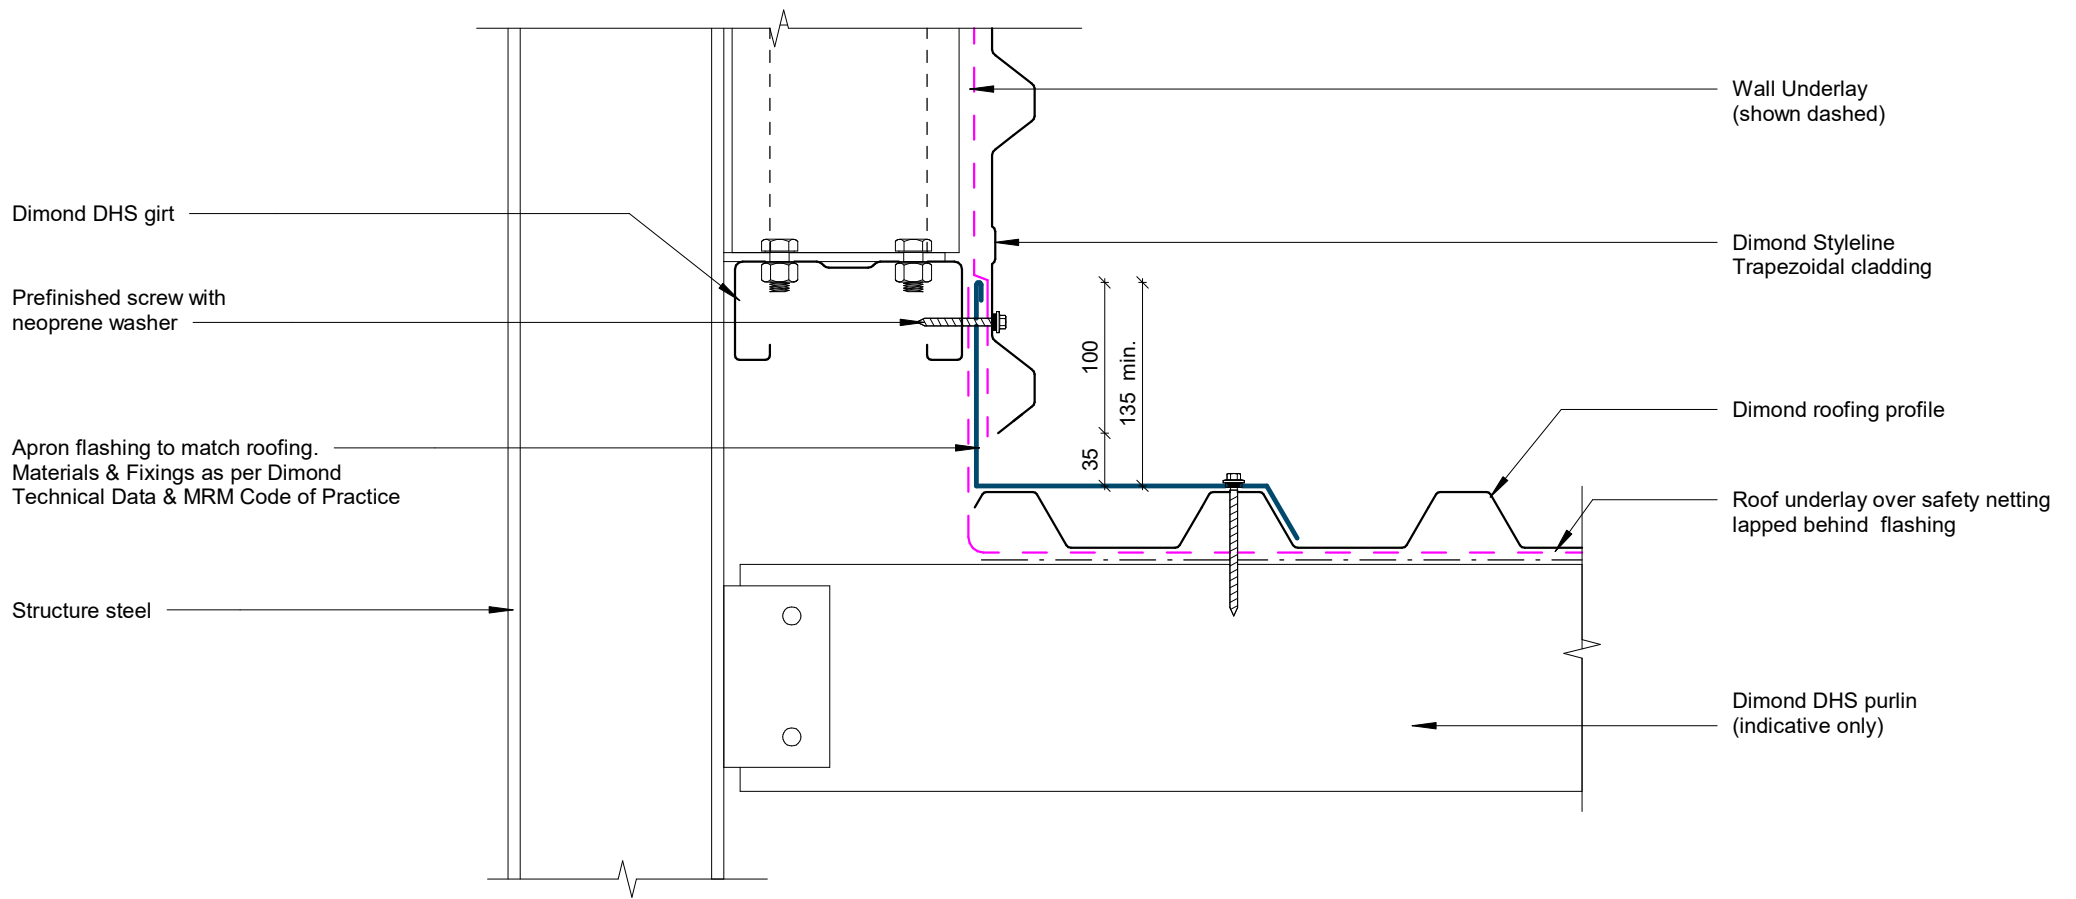 Wall Underlay
(shown dashed)
Dimond DHS girt
Dimond Styleline
Trapezoidal cladding
Prefinished screw with
neoprene washer
100
135 min.
35
Dimond roofing profile
Apron flashing to match roofing.
Materials & Fixings as per Dimond
Technical Data & MRM Code of Practice
Roof underlay over safety netting
lapped behind flashing
Structure steel
Dimond DHS purlin
(indicative only)